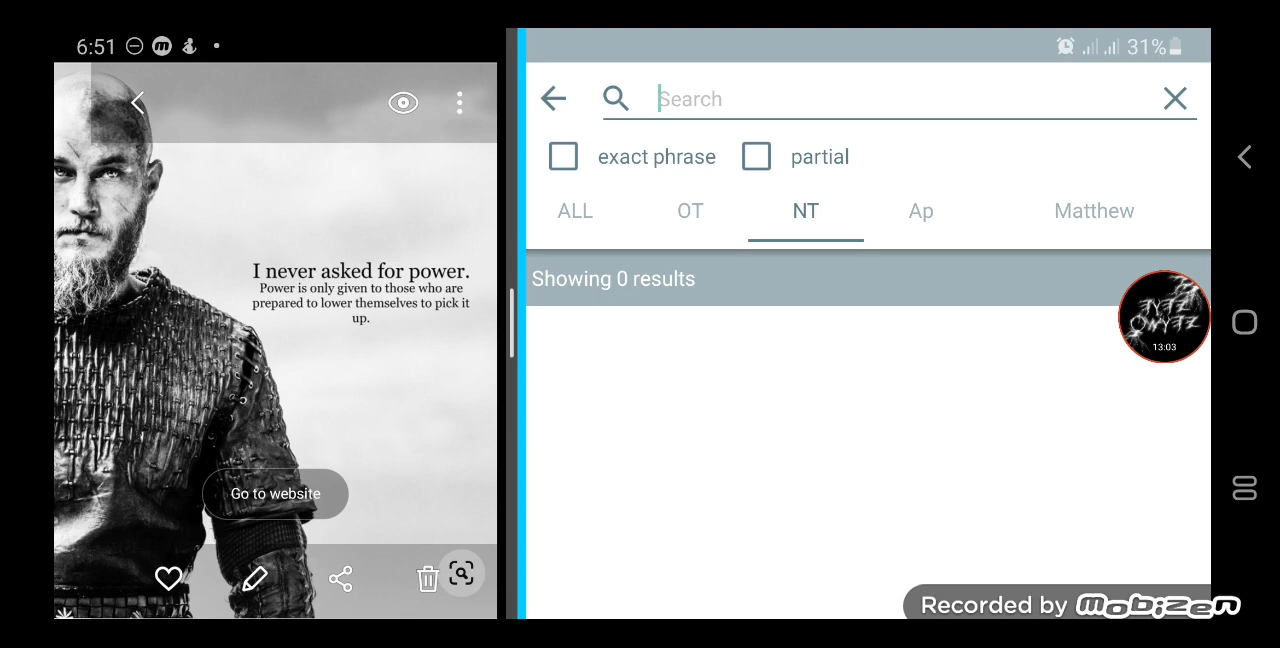 6:51
31%
Search
exact phrase
partial
ALL
OT
NT
Ap
Matthew
Showing 0 results
I never asked for power.
Power is only given to those who are
prepared to lower themselves to pick it
up.
13:03
Go to website
Recorded by mobizen